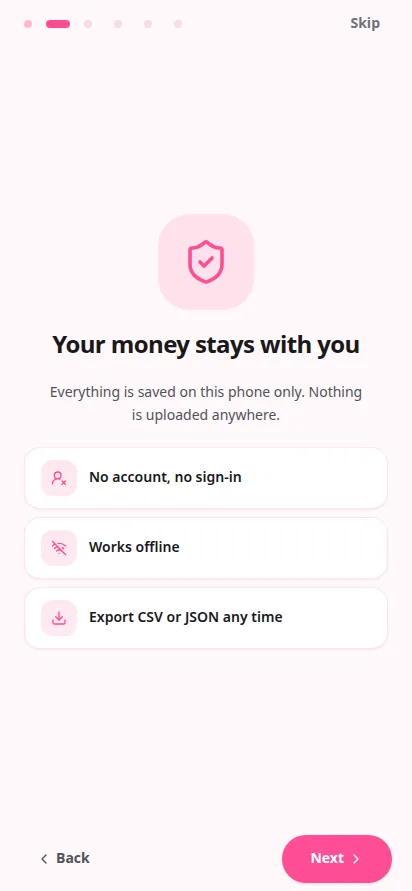 Skip
Your money stays with you
Everything is saved on this phone only. Nothing
is uploaded anywhere.
No account, no sign-in
Works offline
Export CSV or JSON any time
Back
Next